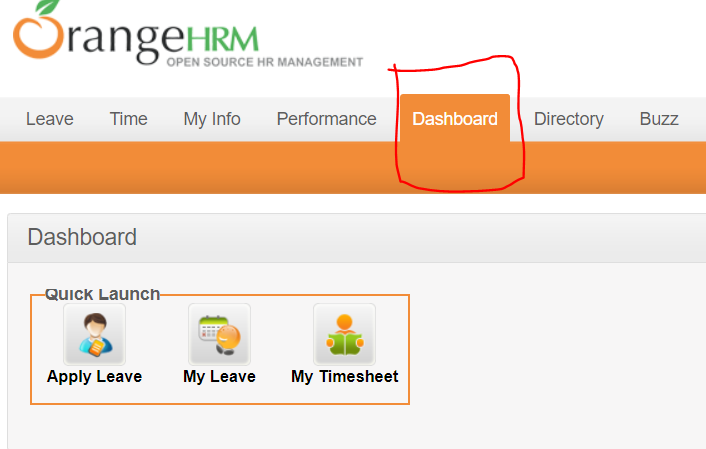 OrangeHRM
OPEN SOURCE HR MANAGEMENT
Leave Time My Info Performance Dashboard Directory Buzz
Dashboard
Quick Launch
Apply Leave My Leave My Timesheet